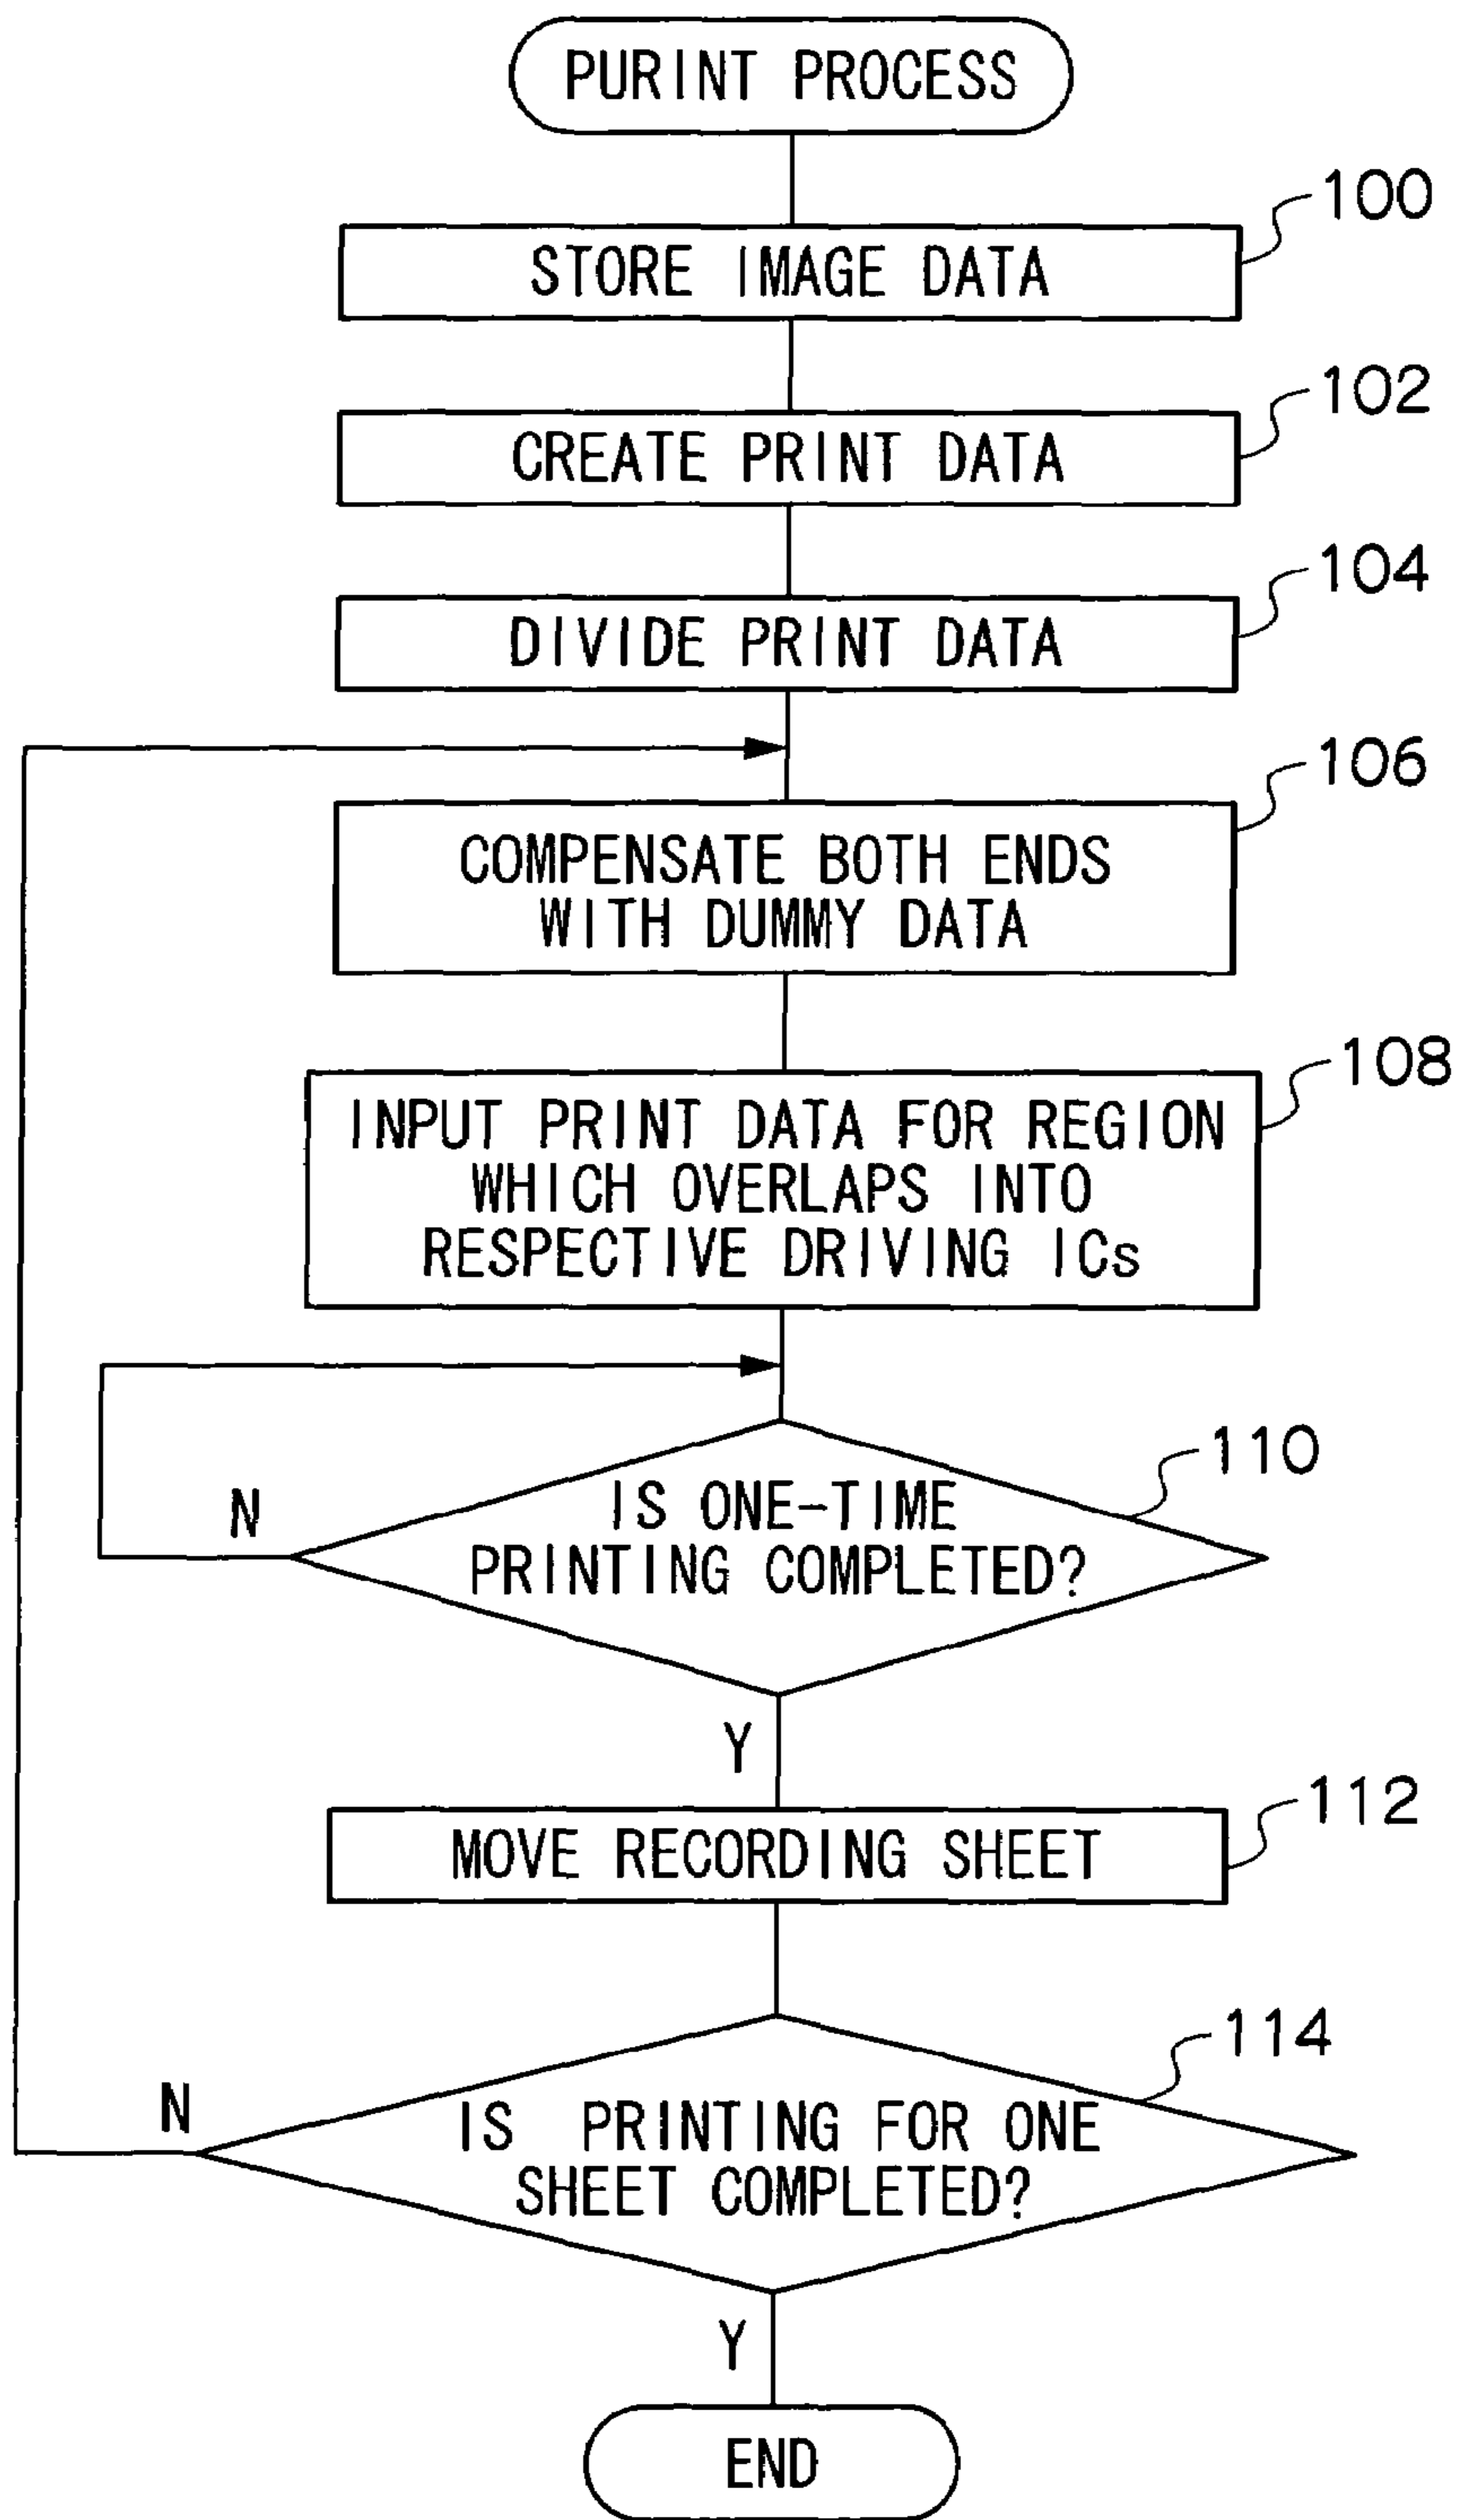 PURINT PROCESS
100
STORE IMAGE DATA
102
CREATE PRINT DATA
104
DIVIDE PRINT DATA
106
COMPENSATE BOTH ENDS
WITH DUMMY DATA
108
INPUT PRINT DATA FOR REGION
WHICH OVERLAPS INTO
RESPECTIVE DRIVING ICs
110
N
IS ONE-TIME
PRINTING COMPLETED?
Y
112
MOVE RECORDING SHEET
114
N
IS PRINTING FOR ONE
SHEET COMPLETED?
Y
END